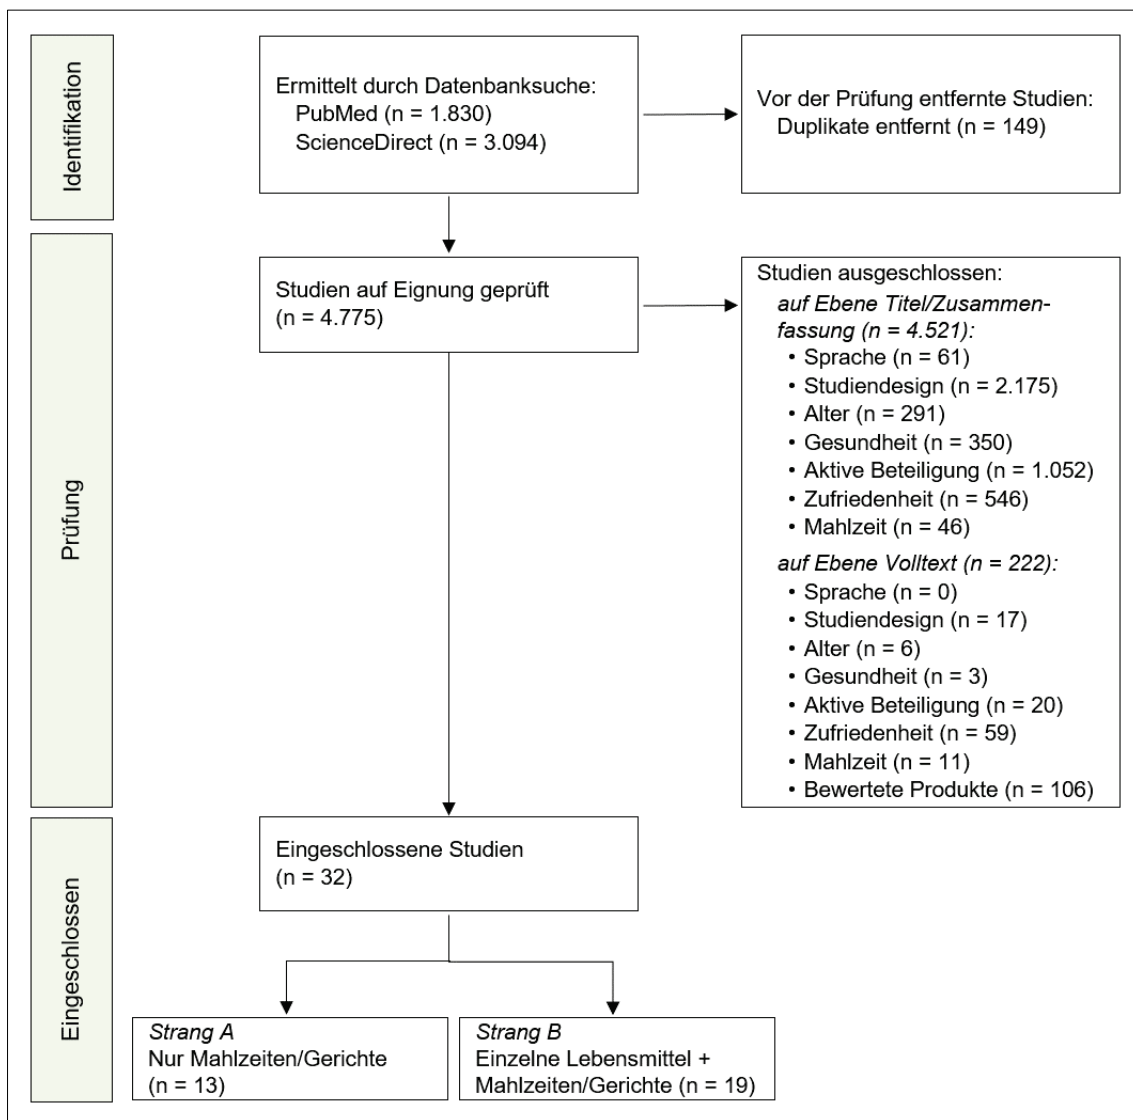 Identifikation
Ermittelt durch Datenbanksuche:
PubMed (n = 1.830)
ScienceDirect (n = 3.094)
Vor der Prüfung entfernte Studien:
Duplikate entfernt (n = 149)
Prüfung
Studien auf Eignung geprüft
(n = 4.775)
Studien ausgeschlossen:
auf Ebene Titel/Zusammen-
fassung (n = 4.521):
• Sprache (n = 61)
• Studiendesign (n = 2.175)
• Alter (n = 291)
• Gesundheit (n = 350)
• Aktive Beteiligung (n = 1.052)
• Zufriedenheit (n = 546)
• Mahlzeit (n = 46)
auf Ebene Volltext (n = 222):
• Sprache (n = 0)
• Studiendesign (n = 17)
• Alter (n = 6)
• Gesundheit (n = 3)
• Aktive Beteiligung (n = 20)
• Zufriedenheit (n = 59)
• Mahlzeit (n = 11)
• Bewertete Produkte (n = 106)
Eingeschlossen
Eingeschlossene Studien
(n = 32)
Strang A
Nur Mahlzeiten/Gerichte
(n = 13)
Strang B
Einzelne Lebensmittel +
Mahlzeiten/Gerichte (n = 19)